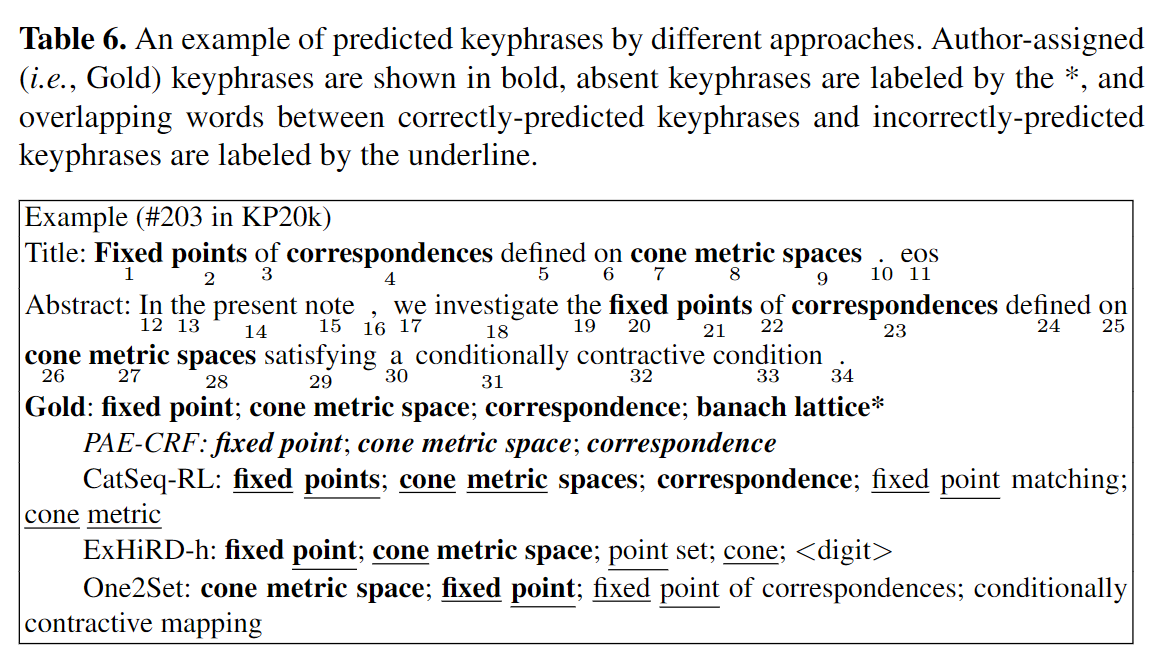 Table 6. An example of predicted keyphrases by different approaches. Author-assigned
(i.e., Gold) keyphrases are shown in bold, absent keyphrases are labeled by the *, and
overlapping words between correctly-predicted keyphrases and incorrectly-predicted
keyphrases are labeled by the underline.
Example (#203 in KP20k)
Title: Fixed points of correspondences defined on cone metric spaces . eos
1 2 3 4 5 6 7 8 9 10 11
Abstract: In the present note , we investigate the fixed points of correspondences defined on
12 13 14 15 16 17 18 19 20 21 22 23 24 25
cone metric spaces satisfying a conditionally contractive condition .
26 27 28 29 30 31 32 33 34
Gold: fixed point; cone metric space; correspondence; banach lattice*
PAE-CRF: fixed point; cone metric space; correspondence
CatSeq-RL: fixed points; cone metric spaces; correspondence; fixed point matching;
cone metric
ExHiRD-h: fixed point; cone metric space; point set; cone; <digit>
One2Set: cone metric space; fixed point; fixed point of correspondences; conditionally
contractive mapping